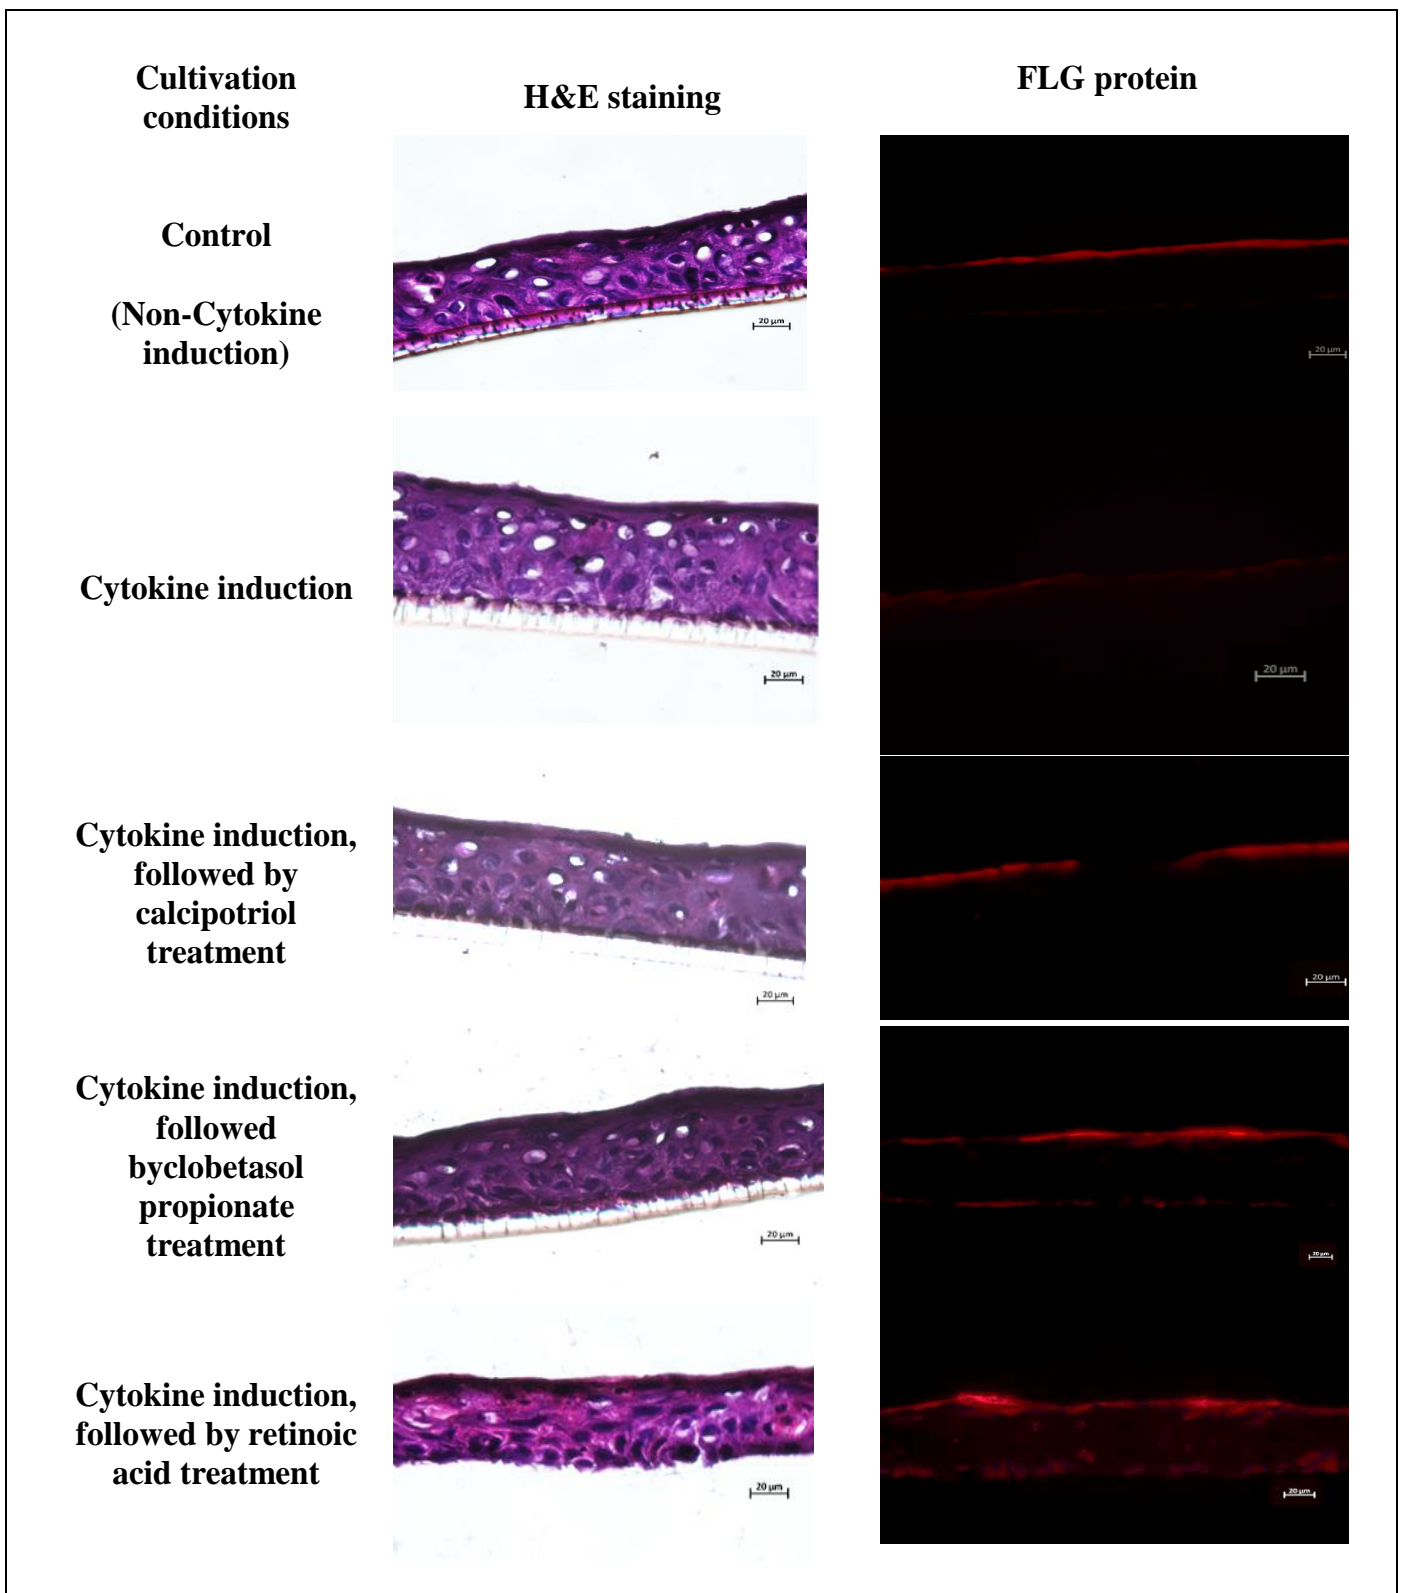 Cultivation
conditions
H&E staining
FLG protein
Control
(Non-Cytokine
induction)
20 µm
20 µm
Cytokine induction
20 µm
20 µm
Cytokine induction,
followed by
calcipotriol
treatment
20 µm
20 µm
Cytokine induction,
followed
byclobetasol
propionate
treatment
20 µm
20 µm
Cytokine induction,
followed by retinoic
acid treatment
20 µm
20 µm